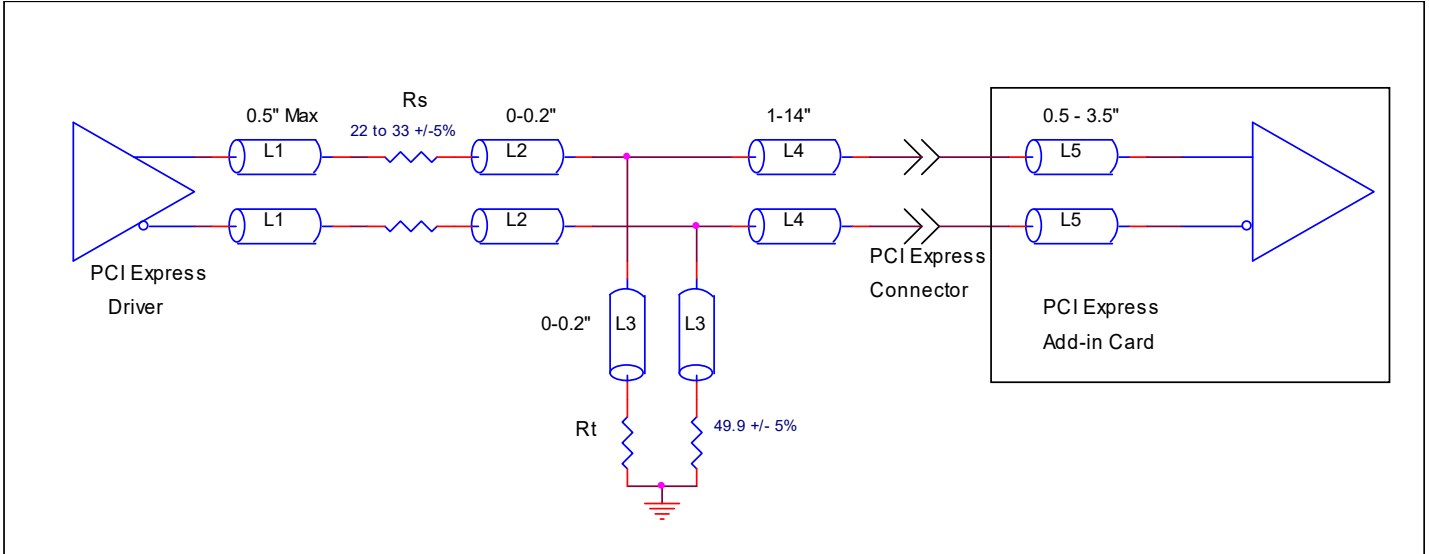 0.5" Max
Rs
22 to 33 +/-5%
0-0.2"
1-14"
0.5 - 3.5"
L1
L2
L4
L5
L1
L2
L4
L5
PCI Express
Driver
PCI Express
Connector
PCI Express
Add-in Card
0-0.2"
L3
L3
Rt
49.9 +/- 5%